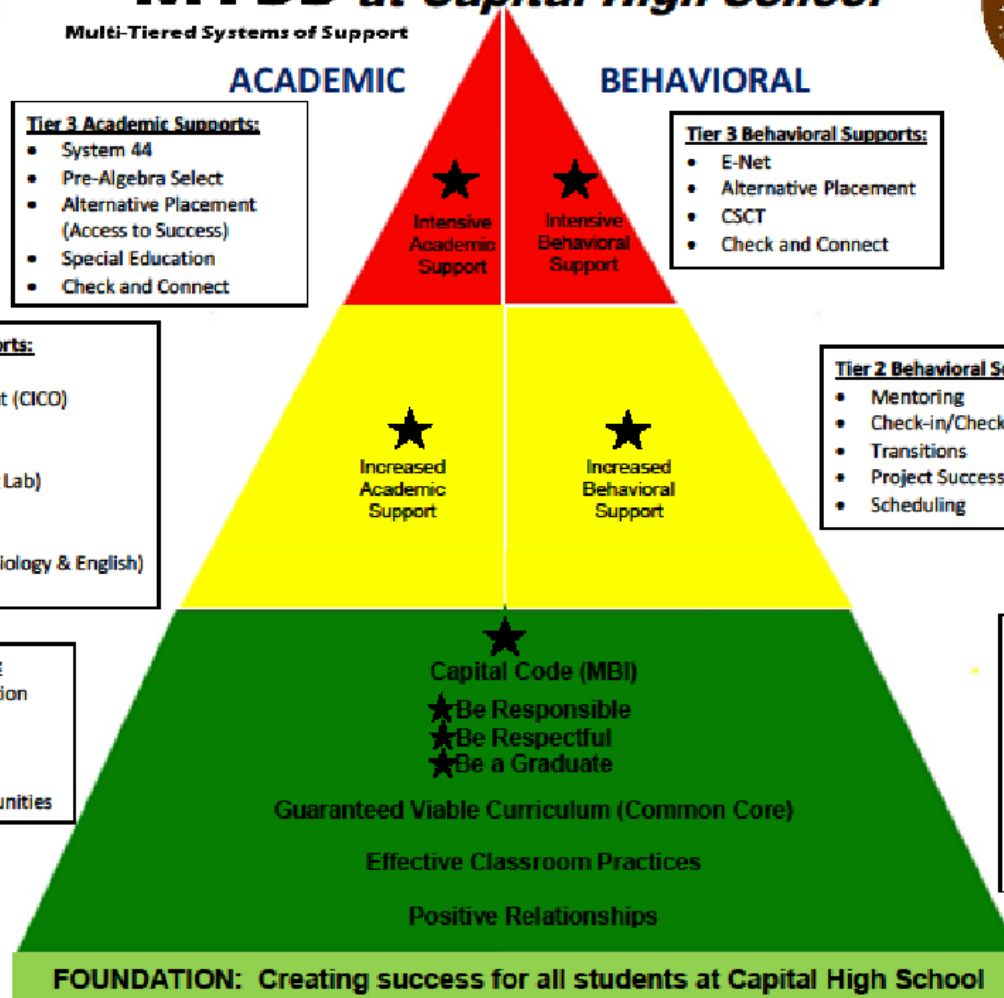 at Capital High School
Multi-Tiered Systems of Support
ACADEMIC
BEHAVIORAL
Tier 3 Academic Supports:
• System 44
• Pre-Algebra Select
• Alternative Placement
(Access to Success)
• Special Education
• Check and Connect
Tier 3 Behavioral Supports:
• E-Net
• Alternative Placement
• CSCT
• Check and Connect
Intensive
Academic
Support
Intensive
Behavioral
Support
(CICO)
Lab)
& English)
Tier 2 Behavioral
• Mentoring
• Check-in/Check
• Transitions
• Project Success
• Scheduling
Increased
Academic
Support
Increased
Behavioral
Support
Capital Code (MBI)
Be Responsible
Be Respectful
Be a Graduate
Guaranteed Viable Curriculum (Common Core)
Effective Classroom Practices
Positive Relationships
FOUNDATION: Creating success for all students at Capital High School